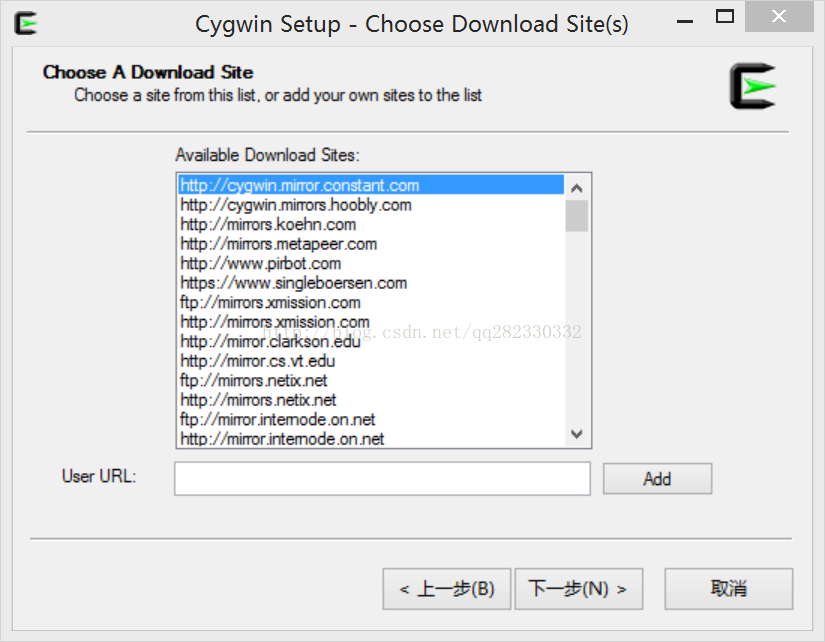 Cygwin Setup - Choose Download Site(s)
Choose A Download Site
Choose a site from this list, or add your own sites to the list
Available Download Sites:
http://cygwin.mirror.constant.com
http://cygwin.mirrors.hoobly.com
http://mirrors.koehn.com
http://mirrors.metapeer.com
http://www.pirbot.com
https://www.singleboersen.com
ftp://mirrors.xmission.com
http://mirrors.xmission.com
http://blog.csdn.net/qq282330332
http://mirror.clarkson.edu
http://mirror.cs.vt.edu
ftp://mirrors.netix.net
http://mirrors.netix.net
ftp://mirror.internode.on.net
http://mirror.internode.on.net
User URL:
Add
< 上一步(B)
下一步(N) >
取消